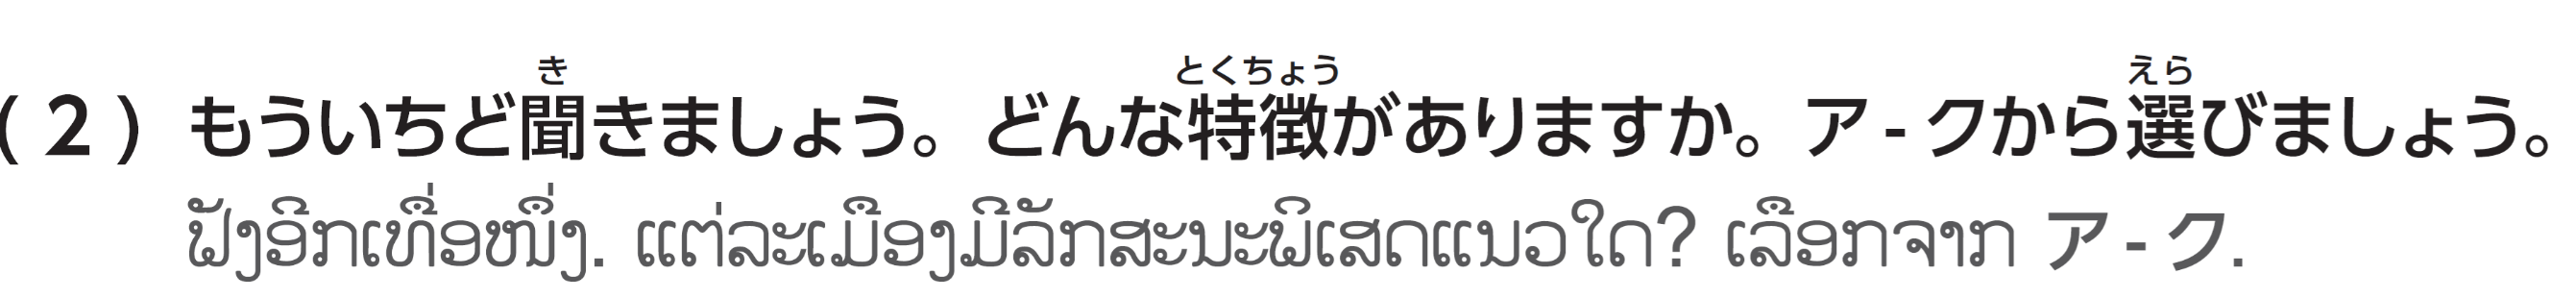 き とくちょう えら
(2) もういちど聞きましょう。どんな特徴がありますか。ア-クから選びましょう。
ຟັງອີກເທື່ອໜຶ່ງ. ແຕ່ລະເມືອງມີລັກສະນະພິເສດແນວໃດ? ເລືອກຈາກ ア-ク.